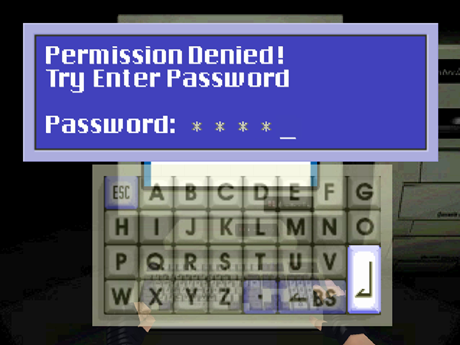 Permission Denied!
Try Enter Password
Password: * * * * _
ESC A B C D E F G
H I J K L M N O
P Q R S T U V
W X Y Z . ←BS ↵